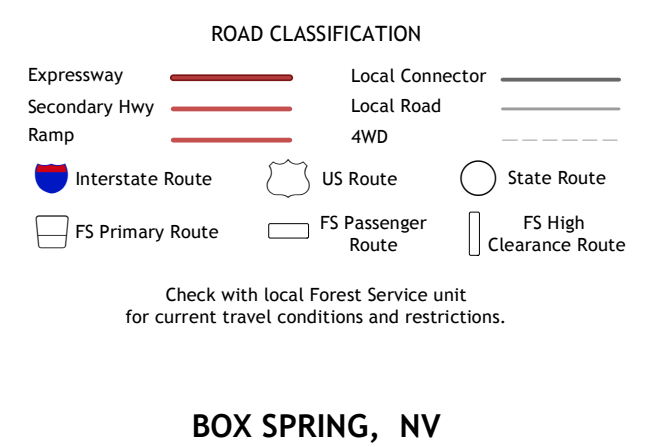 ROAD CLASSIFICATION
Expressway
Local Connector
Secondary Hwy
Local Road
Ramp
4WD
Interstate Route
US Route
State Route
FS Primary Route
FS Passenger
Route
FS High
Clearance Route
Check with local Forest Service unit
for current travel conditions and restrictions.
BOX SPRING, NV